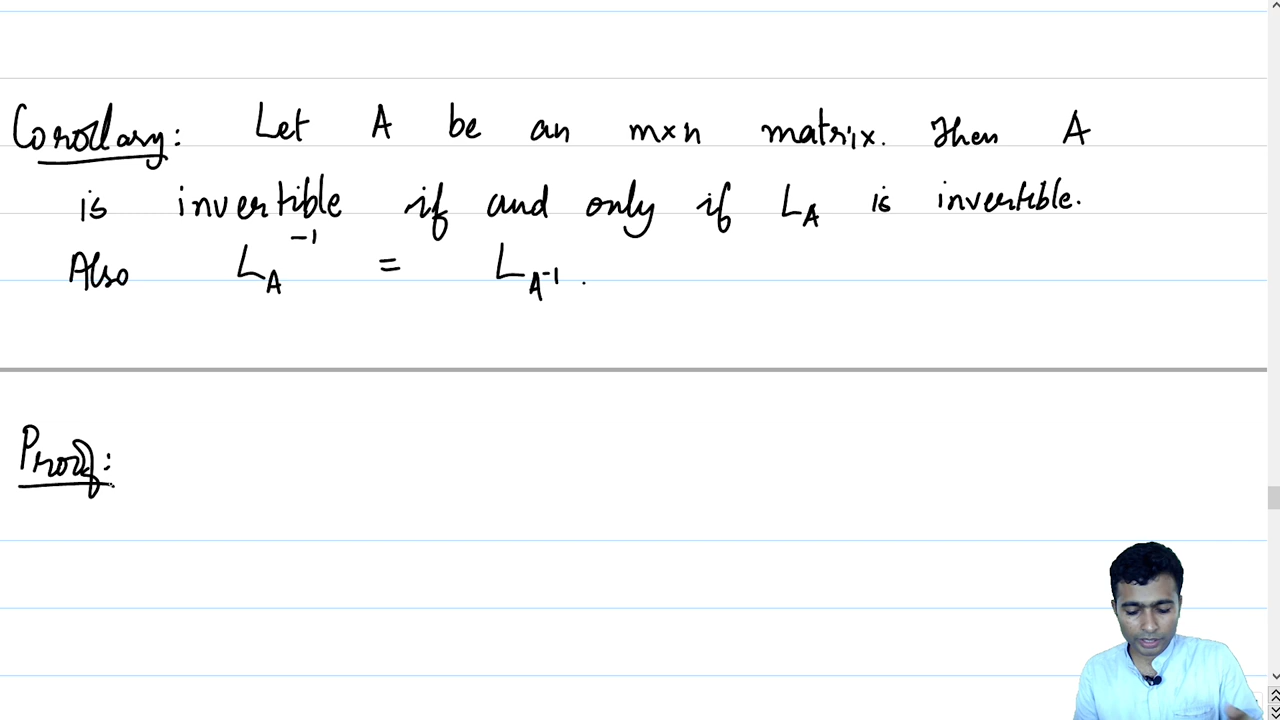 Corollary: Let A be an m×n matrix. Then A
is invertible if and only if L_A is invertible.
Also L_A^{-1} = L_{A^{-1}}.
Proof: